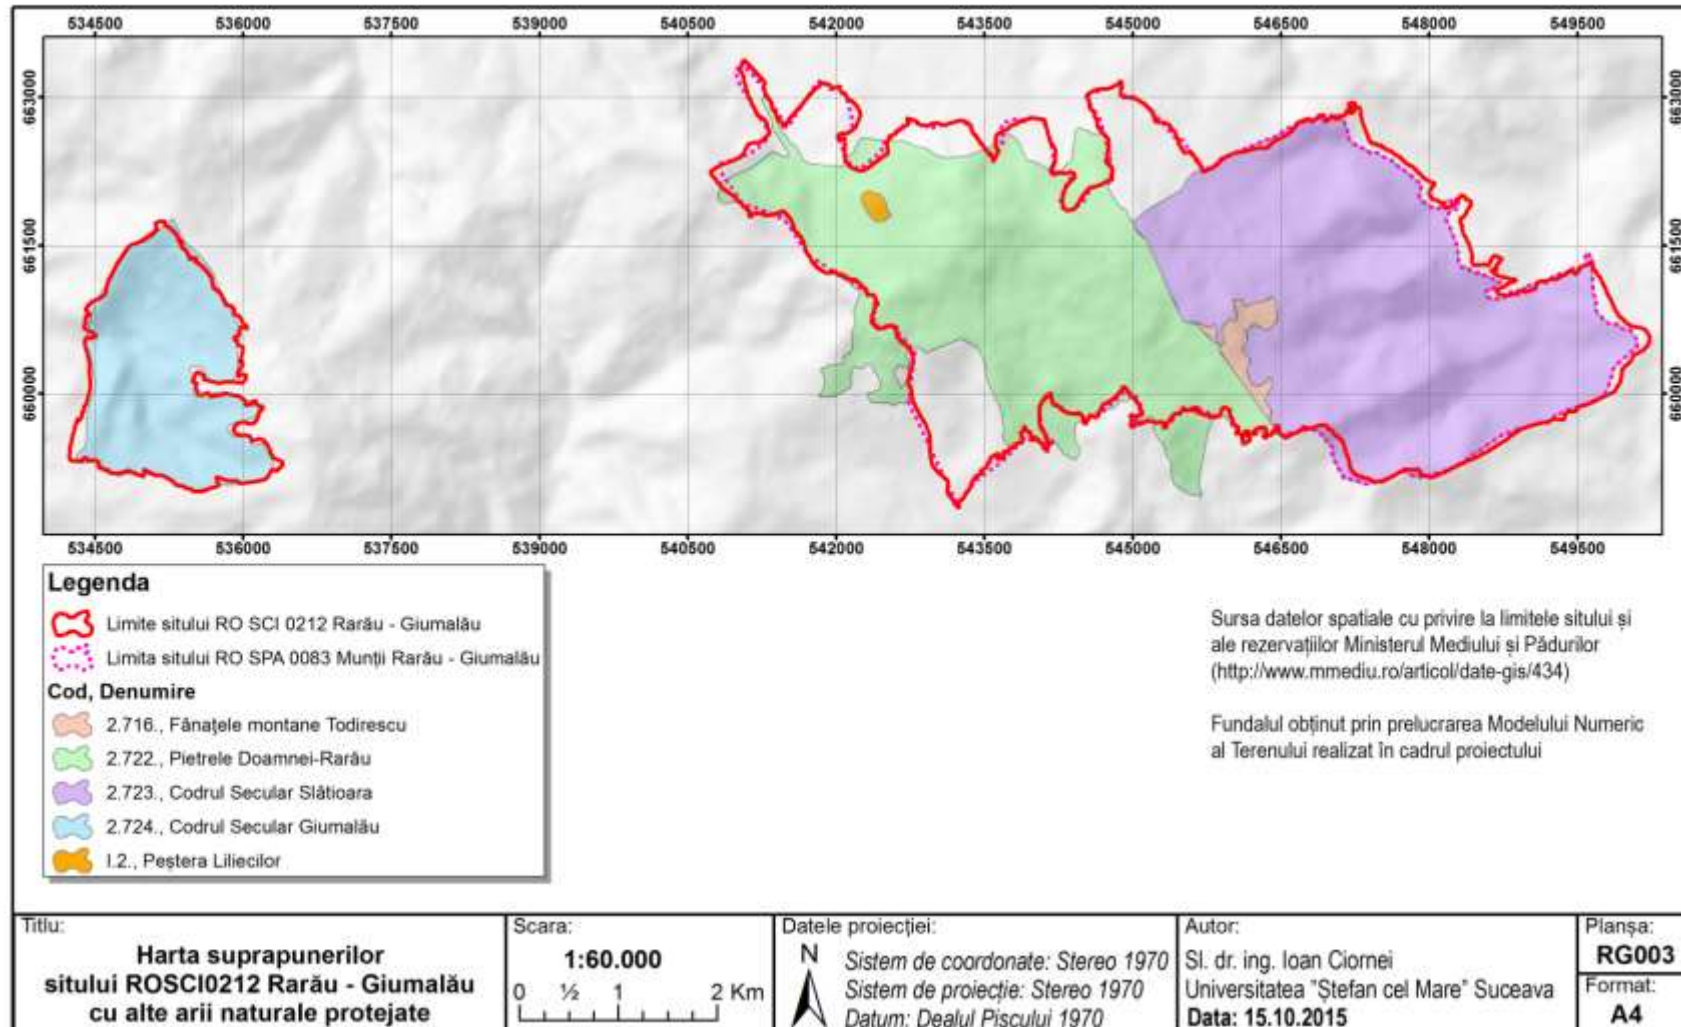 534500 536000 537500 539000 540500 542000 543500 545000 546500 548000 549500
663000 663000
661500 661500
660000 660000
534500 536000 537500 539000 540500 542000 543500 545000 546500 548000 549500
Legenda
Limite sitului RO SCI 0212 Rarău - Giumalău
Limita sitului RO SPA 0083 Munții Rarău - Giumalău
Cod, Denumire
2.716., Fânațele montane Todirescu
2.722., Pietrele Doamnei-Rarău
2.723., Codrul Secular Slătioara
2.724., Codrul Secular Giumalău
I.2., Peștera Liliecilor
Sursa datelor spatiale cu privire la limitele sitului și
ale rezervațiilor Ministerul Mediului și Pădurilor
(http://www.mmediu.ro/articol/date-gis/434)
Fundalul obținut prin prelucrarea Modelului Numeric
al Terenului realizat în cadrul proiectului
Titlu:
Harta suprapunerilor
sitului ROSCI0212 Rarău - Giumalău
cu alte arii naturale protejate
Scara:
1:60.000
0 ½ 1 2 Km
Datele proiecției:
N
Sistem de coordonate: Stereo 1970
Sistem de proiecție: Stereo 1970
Datum: Dealul Piscului 1970
Autor:
Sl. dr. ing. Ioan Ciornei
Universitatea "Ștefan cel Mare" Suceava
Data: 15.10.2015
Planșa:
RG003
Format:
A4